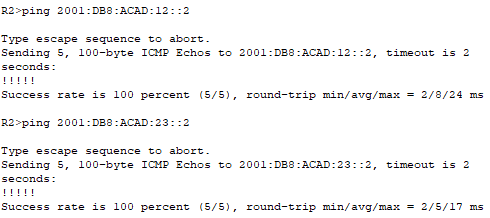 R2>ping 2001:DB8:ACAD:12::2
Type escape sequence to abort.
Sending 5, 100-byte ICMP Echos to 2001:DB8:ACAD:12::2, timeout is 2
seconds:
!!!!!
Success rate is 100 percent (5/5), round-trip min/avg/max = 2/8/24 ms
R2>ping 2001:DB8:ACAD:23::2
Type escape sequence to abort.
Sending 5, 100-byte ICMP Echos to 2001:DB8:ACAD:23::2, timeout is 2
seconds:
!!!!!
Success rate is 100 percent (5/5), round-trip min/avg/max = 2/5/17 ms